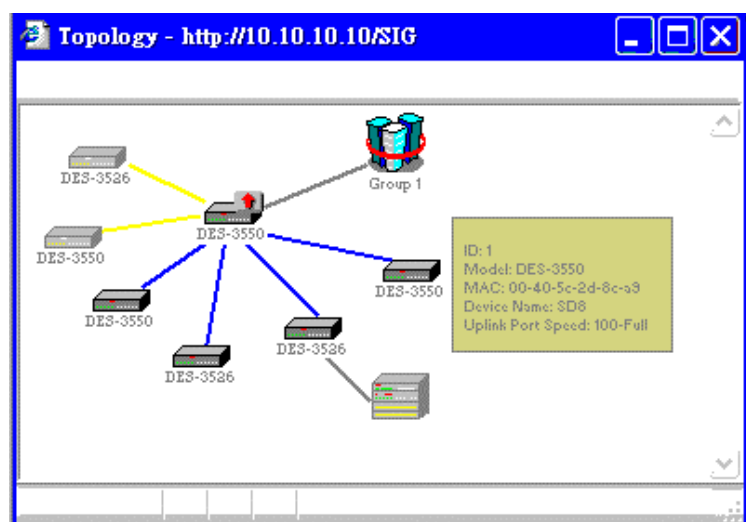 Topology - http://10.10.10.10/SIG
DES-3526
Group 1
DES-3550
DES-3550
DES-3550
DES-3550
DES-3526
DES-3526
ID: 1
Model: DES-3550
MAC: 00-40-5c-2d-8c-a9
Device Name: SD8
Uplink Port Speed: 100-Full